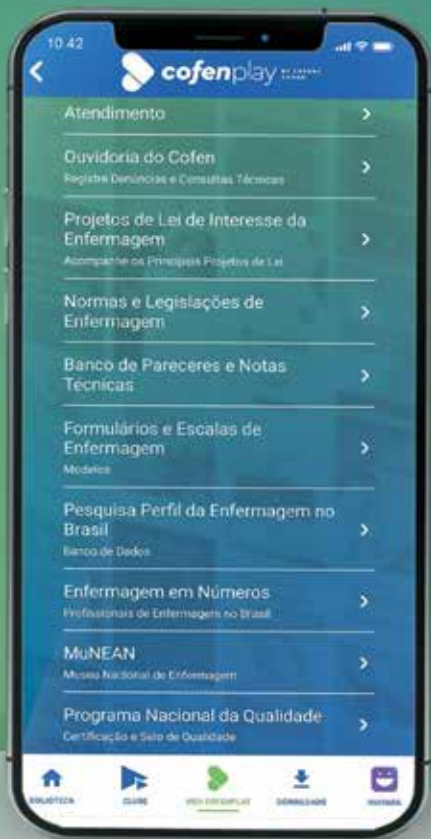 10.42
cofenplay
Atendimento
Ouvidoria do Cofen
Registre Denúncias e Consultas Técnicas
Projetos de Lei de Interesse da
Enfermagem
Acompanhe os Principais Projetos de Lei
Normas e Legislações de
Enfermagem
Banco de Pareceres e Notas
Técnicas
Formulários e Escalas de
Enfermagem
Modelos
Pesquisa Perfil da Enfermagem no
Brasil
Banco de Dados
Enfermagem em Números
Profissionais de Enfermagem no Brasil
MuNEAN
Museu Nacional de Enfermagem
Programa Nacional da Qualidade
Certificação e Selo de Qualidade
BIBLIOTECA CLUBE MEU COFENPLAY DOWNLOADS